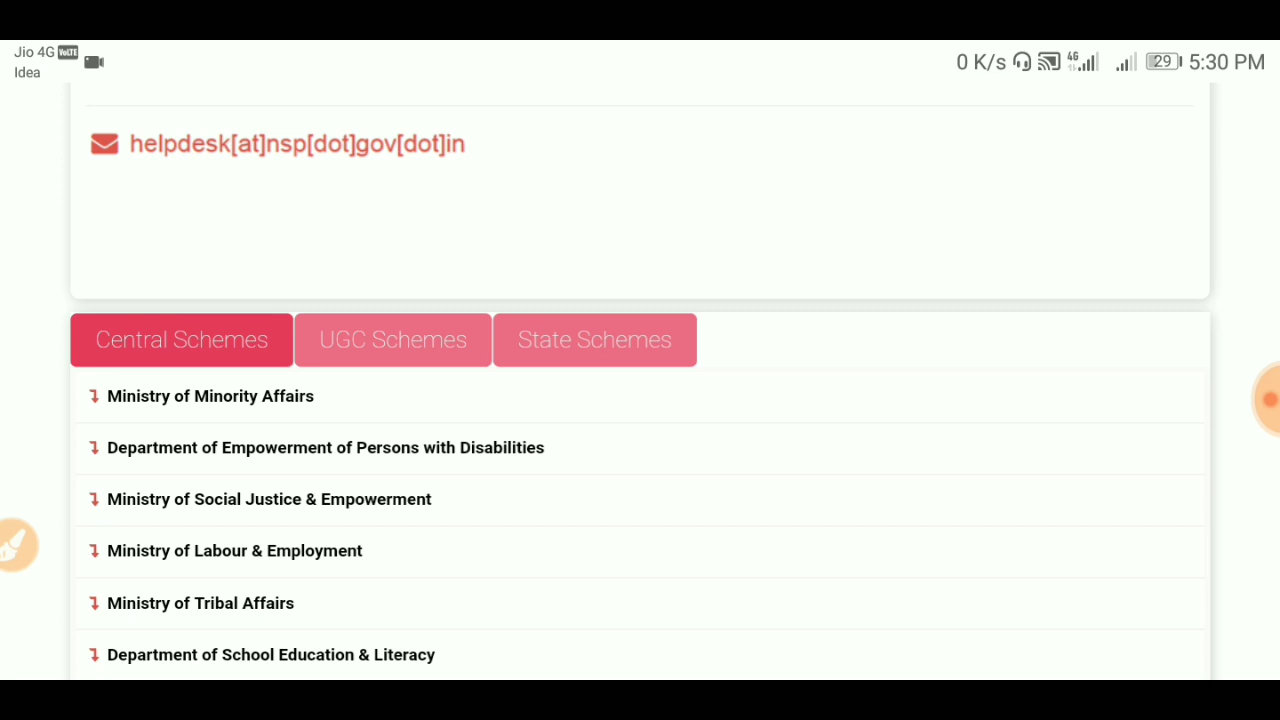 Jio 4G VoLTE
Idea
0 K/s 4G 29 5:30 PM
helpdesk[at]nsp[dot]gov[dot]in
Central Schemes UGC Schemes State Schemes
Ministry of Minority Affairs
Department of Empowerment of Persons with Disabilities
Ministry of Social Justice & Empowerment
Ministry of Labour & Employment
Ministry of Tribal Affairs
Department of School Education & Literacy